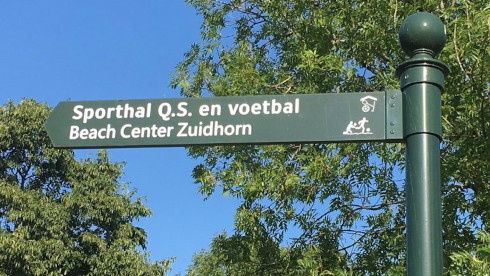 Sporthal Q.S. en voetbal
Beach Center Zuidhorn